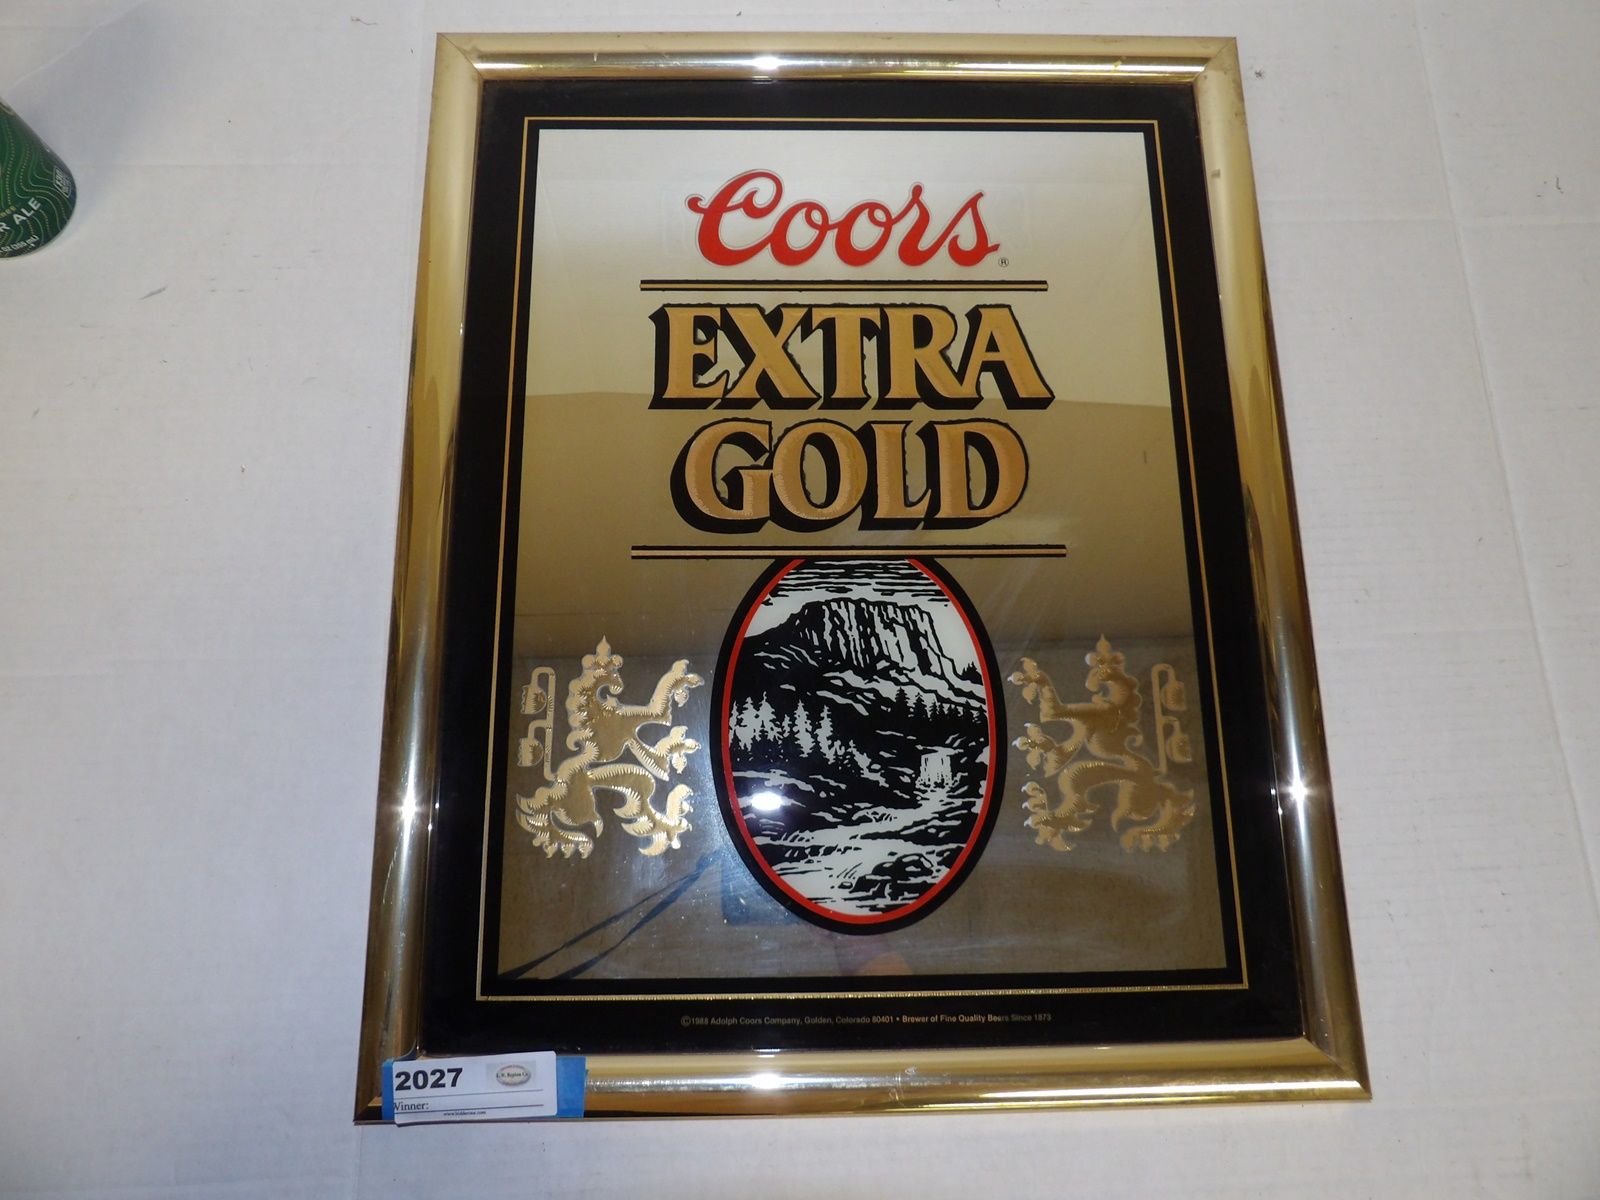 Coors®
EXTRA
GOLD
©1988 Adolph Coors Company, Golden, Colorado 80401 • Brewer of Fine Quality Beers Since 1873
2027
Winner:
R ALE